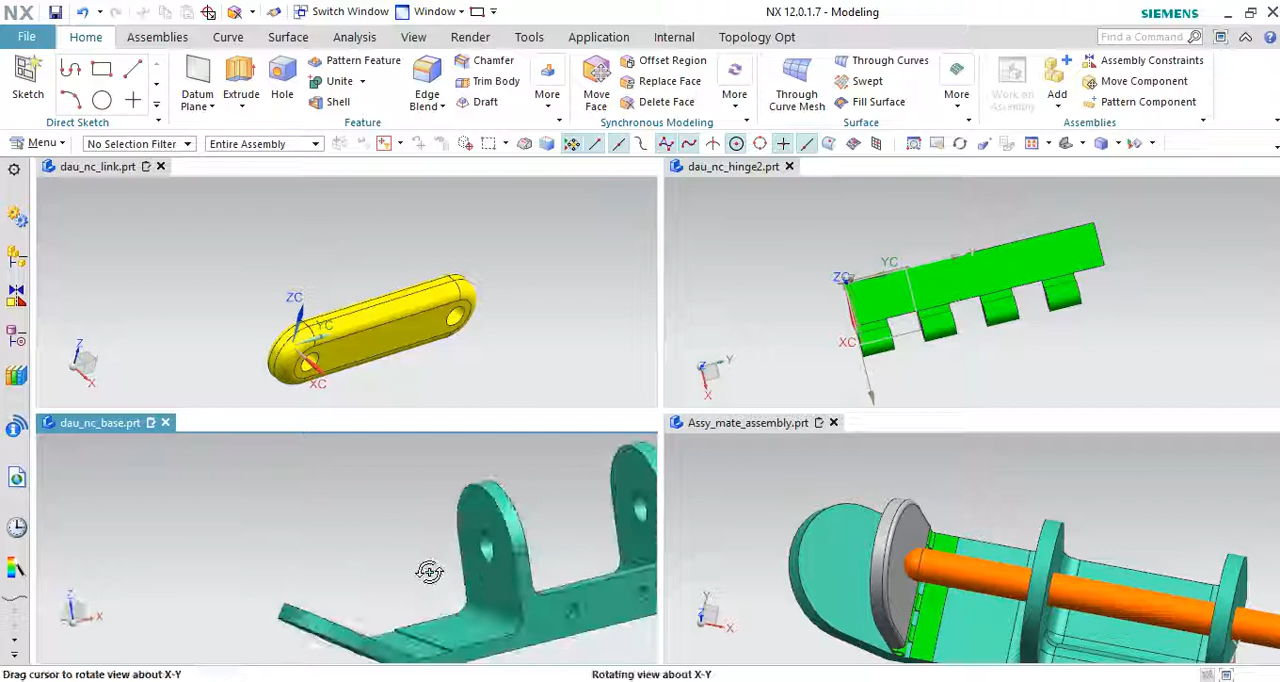 NX
Switch Window
Window
NX 12.0.1.7 - Modeling
SIEMENS
File
Home
Assemblies
Curve
Surface
Analysis
View
Render
Tools
Application
Internal
Topology Opt
Find a Command
Sketch
Direct Sketch
Datum
Plane
Extrude
Hole
Pattern Feature
Unite
Shell
Edge
Blend
Chamfer
Trim Body
Draft
More
Feature
Move
Face
Offset Region
Replace Face
Delete Face
More
Synchronous Modeling
Through
Curve Mesh
Through Curves
Swept
Fill Surface
More
Surface
Work on
Assembly
Add
Assembly Constraints
Move Component
Pattern Component
Assemblies
Menu
No Selection Filter
Entire Assembly
dau_nc_link.prt
dau_nc_hinge2.prt
ZC
YC
XC
Z
X
ZC
YC
Y
XC
Z
Y
X
dau_nc_base.prt
Assy_mate_assembly.prt
Z
X
Y
X
Drag cursor to rotate view about X-Y
Rotating view about X-Y